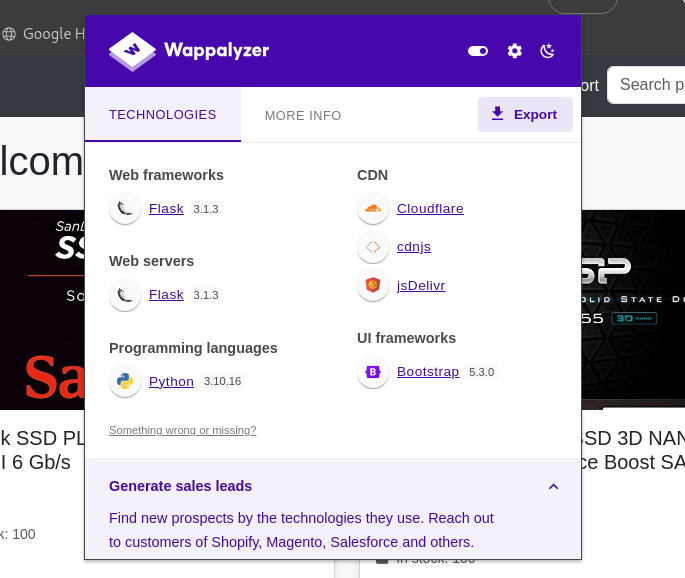 Google H
Wappalyzer
ort
Search p
TECHNOLOGIES
MORE INFO
Export
lcom
Web frameworks
Flask 3.1.3
Web servers
Flask 3.1.3
Programming languages
Python 3.10.16
Something wrong or missing?
CDN
Cloudflare
cdnjs
jsDelivr
UI frameworks
Bootstrap 5.3.0
Generate sales leads
Find new prospects by the technologies they use. Reach out
to customers of Shopify, Magento, Salesforce and others.
SanD
SS
So
Sa
k SSD PL
I 6 Gb/s
k: 100
SP
OLID STATE D
55 3D NANO
SSD 3D NAN
ce Boost SA
In stock: 100